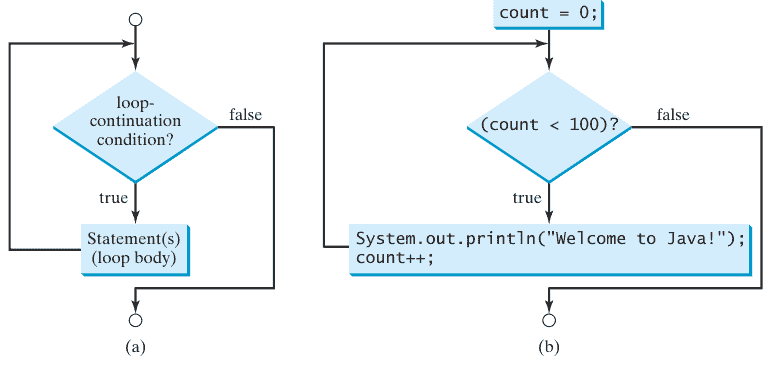 loop-
continuation
condition?
false
true
Statement(s)
(loop body)
(a)
count = 0;
(count < 100)?
false
true
System.out.println("Welcome to Java!");
count++;
(b)